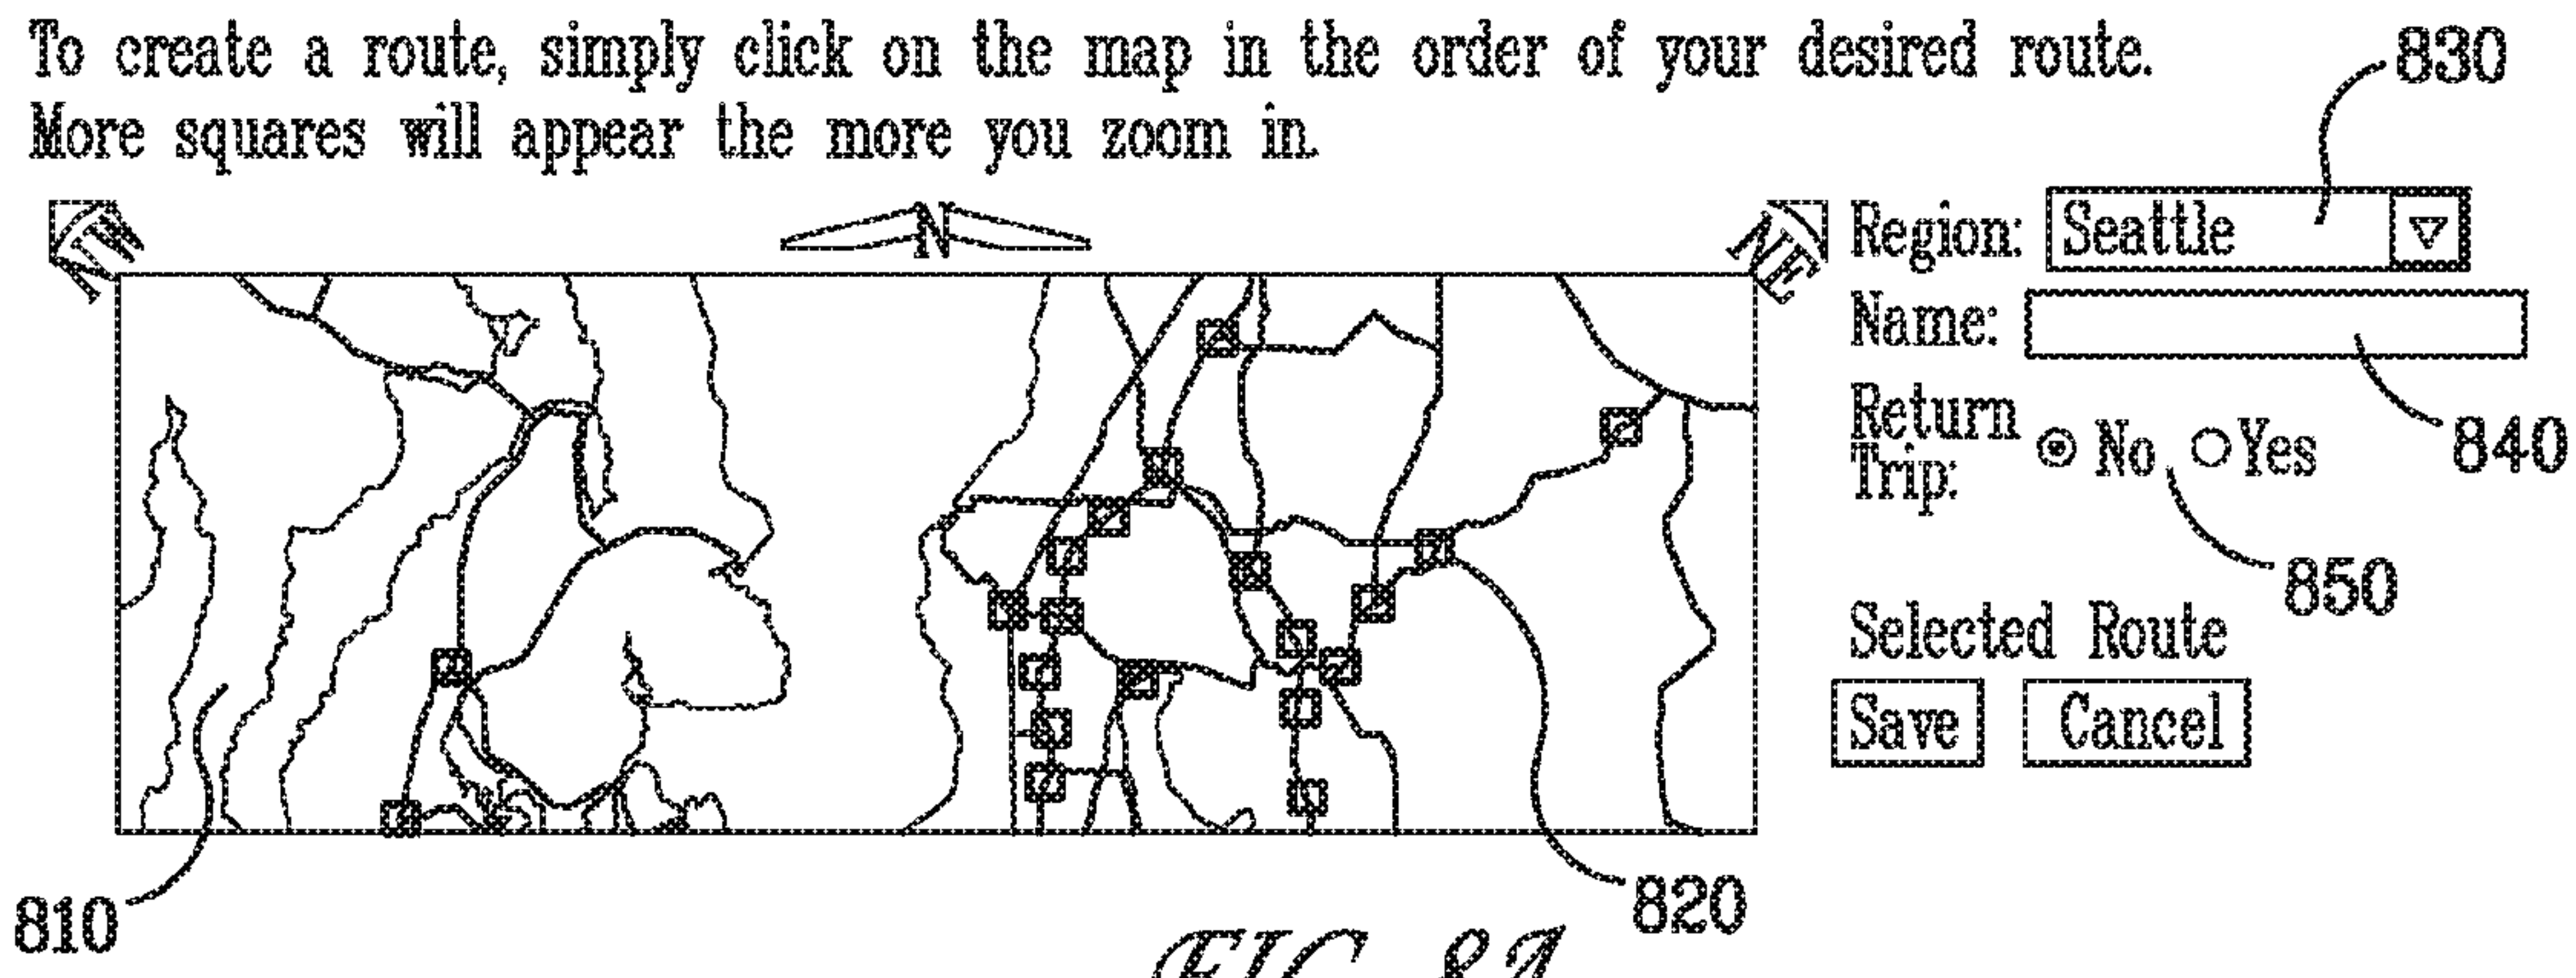 To create a route, simply click on the map in the order of your desired route.
More squares will appear the more you zoom in.
830
NW
N
NE
Region: Seattle
Name:
840
Return Trip: No Yes
850
Selected Route
Save Cancel
810
820
FIG. 8A